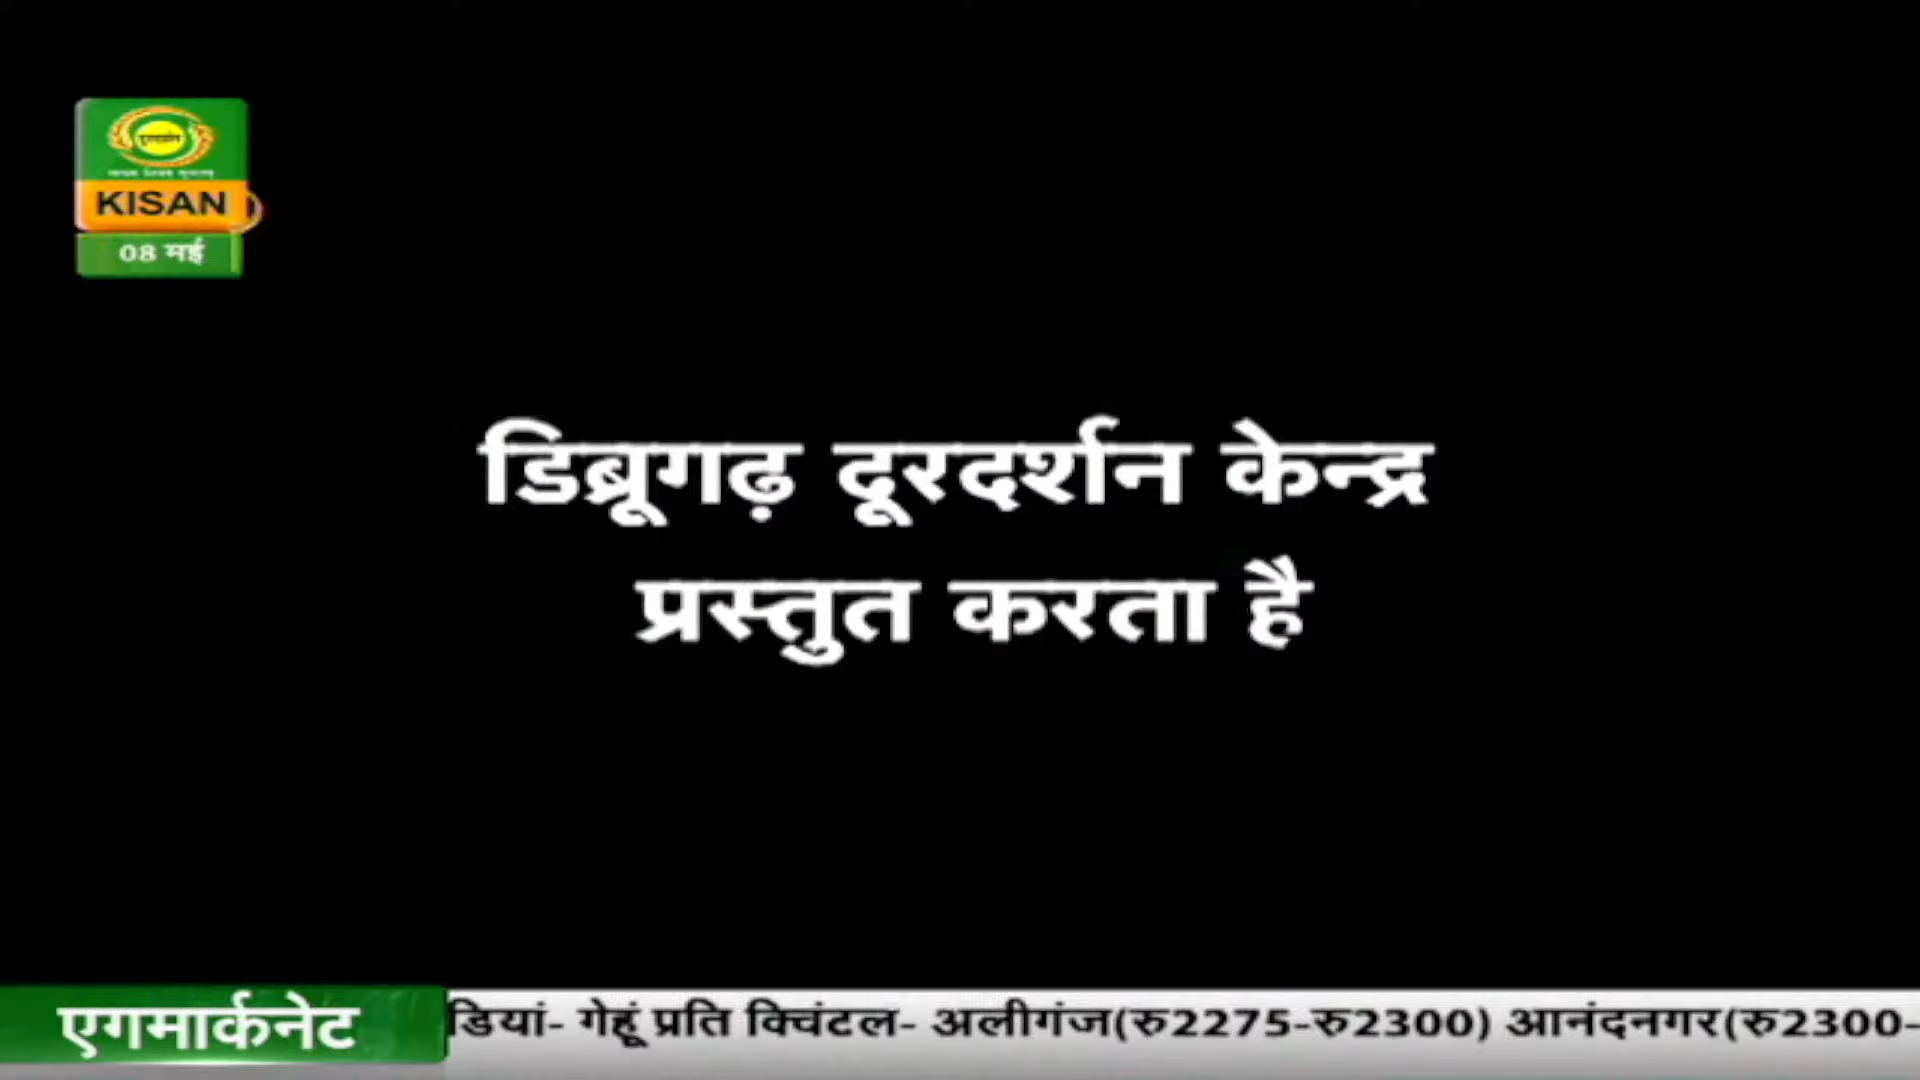 KISAN
08 मई
डिब्रूगढ़ दूरदर्शन केन्द्र
प्रस्तुत करता है
एगमार्कनेट
डियां- गेहूं प्रति क्विंटल- अलीगंज(रु2275-रु2300) आनंदनगर(रु2300-